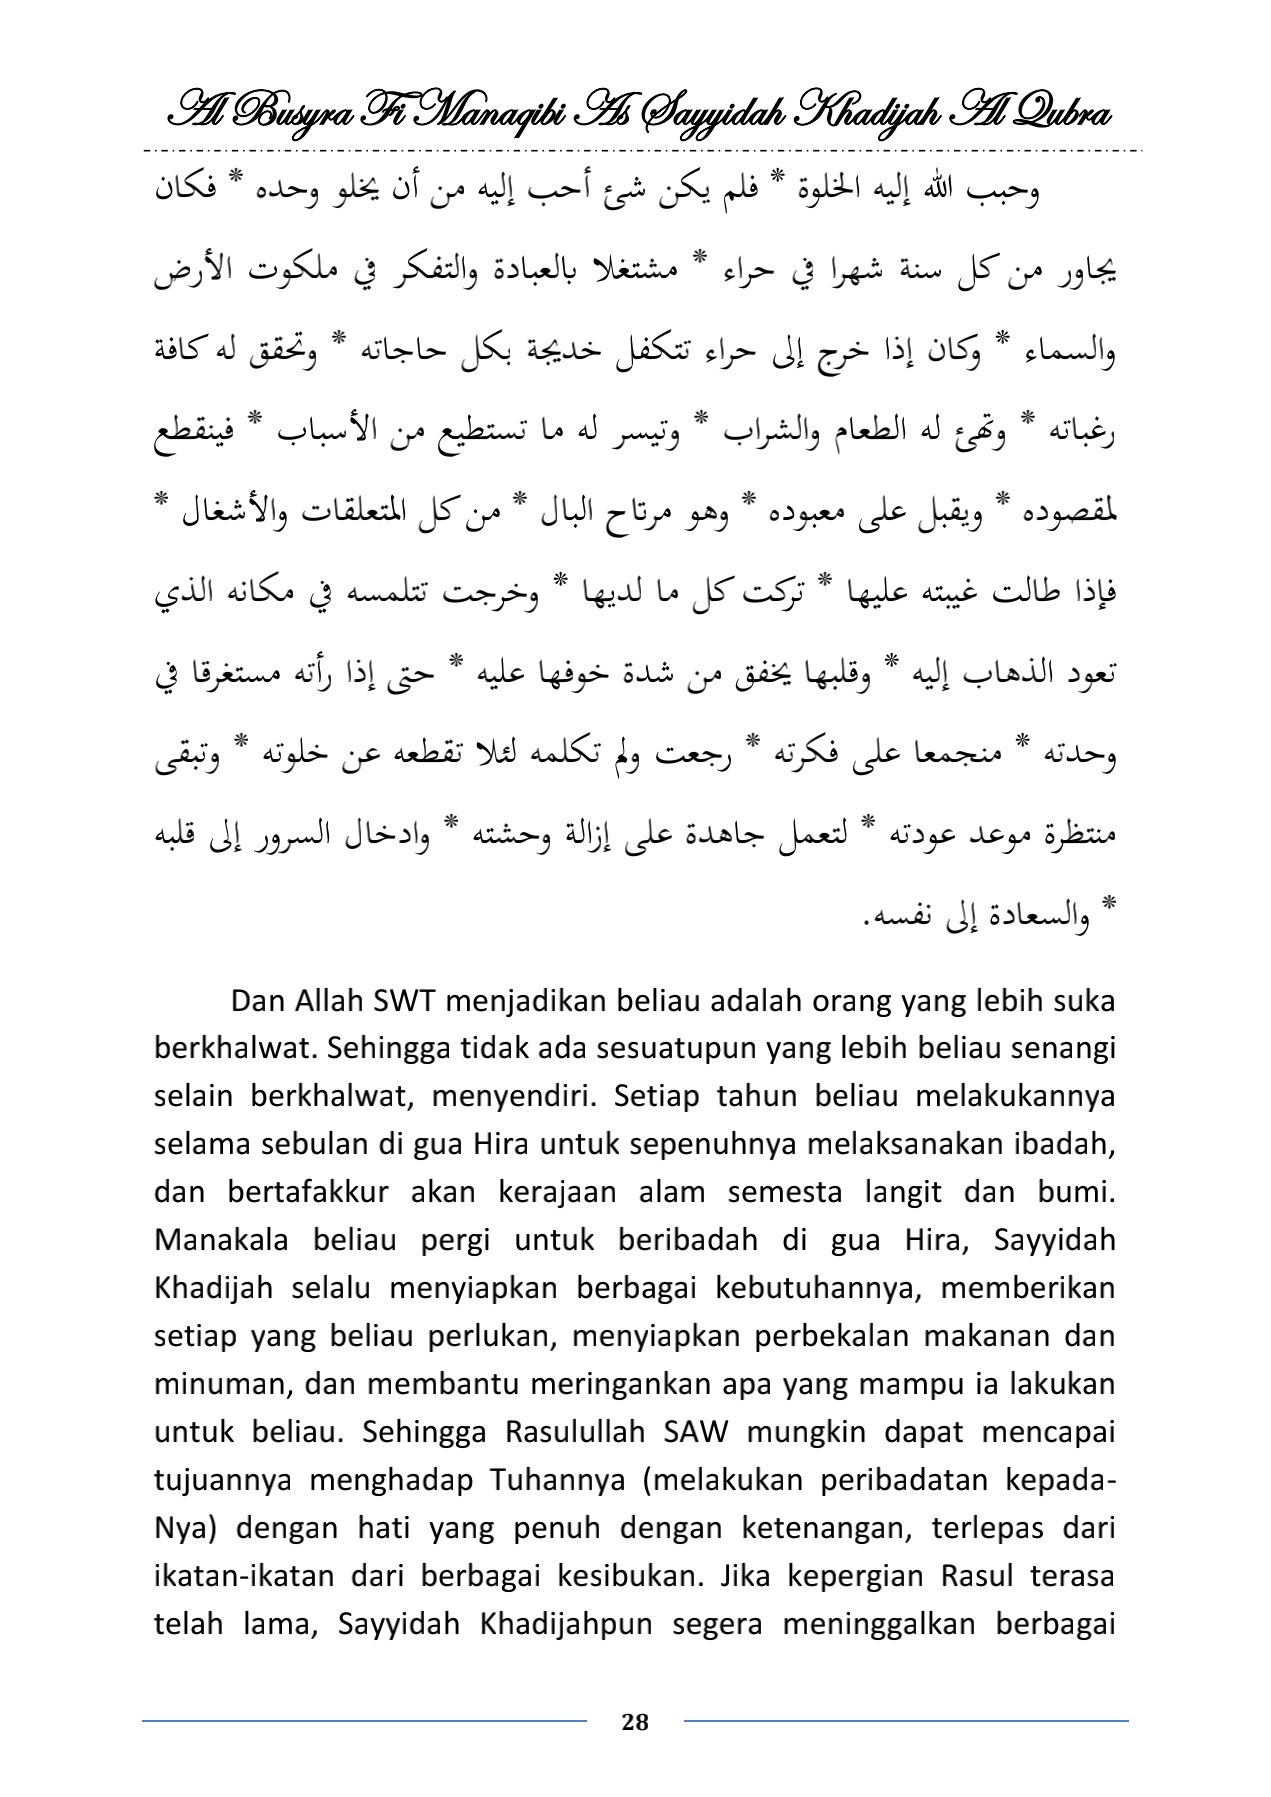 Al Busyra Fi Manaqibi As Sayyidah Khadijah Al Qubra
وحبب الله إليه الخلوة * فلم يكن شئ أحب إليه من أن يخلو وحده * فكان
يجاور من كل سنة شهرا في حراء * مشتغلا بالعبادة والتفكر في ملكوت الأرض
والسماء * وكان إذا خرج إلى حراء تتكفل خديجة بكل حاجاته * وتحقق له كافة
رغباته * وتهئ له الطعام والشراب * وتيسر له ما تستطيع من الأسباب * فينقطع
لمقصوده * ويقبل على معبوده * وهو مرتاح البال * من كل المتعلقات والأشغال *
فإذا طالت غيبته عليها * تركت كل ما لديها * وخرجت تتلمسه في مكانه الذي
تعود الذهاب إليه * وقلبها يخفق من شدة خوفها عليه * حتى إذا رأته مستغرقا في
وحدته * منجمعا على فكرته * رجعت ولم تكلمه لئلا تقطعه عن خلوته * وتبقى
منتظرة موعد عودته * لتعمل جاهدة على إزالة وحشته * وادخال السرور إلى قلبه
* والسعادة إلى نفسه.
Dan Allah SWT menjadikan beliau adalah orang yang lebih suka
berkhalwat. Sehingga tidak ada sesuatupun yang lebih beliau senangi
selain berkhalwat, menyendiri. Setiap tahun beliau melakukannya
selama sebulan di gua Hira untuk sepenuhnya melaksanakan ibadah,
dan bertafakkur akan kerajaan alam semesta langit dan bumi.
Manakala beliau pergi untuk beribadah di gua Hira, Sayyidah
Khadijah selalu menyiapkan berbagai kebutuhannya, memberikan
setiap yang beliau perlukan, menyiapkan perbekalan makanan dan
minuman, dan membantu meringankan apa yang mampu ia lakukan
untuk beliau. Sehingga Rasulullah SAW mungkin dapat mencapai
tujuannya menghadap Tuhannya (melakukan peribadatan kepada-
Nya) dengan hati yang penuh dengan ketenangan, terlepas dari
ikatan-ikatan dari berbagai kesibukan. Jika kepergian Rasul terasa
telah lama, Sayyidah Khadijahpun segera meninggalkan berbagai
28